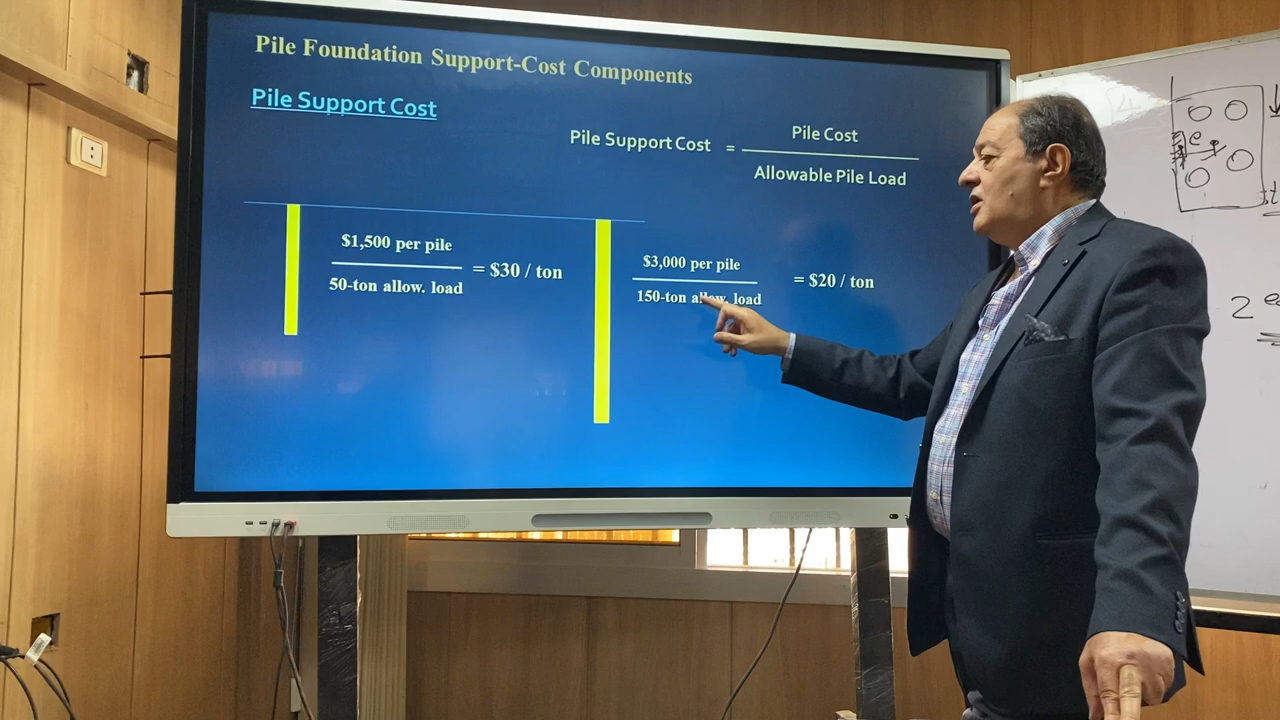 Pile Foundation Support-Cost Components
Pile Support Cost
Pile Support Cost = Pile Cost
Allowable Pile Load
$1,500 per pile
50-ton allow. load
= $30 / ton
$3,000 per pile
150-ton allow. load
= $20 / ton
e
2